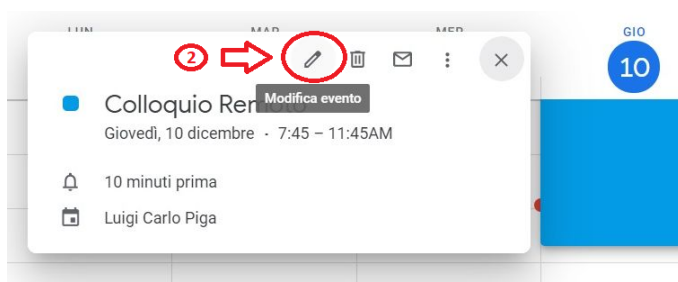 LUN MAR MER GIO
10
2
Modifica evento
Colloquio Remoto
Giovedì, 10 dicembre · 7:45 – 11:45AM
10 minuti prima
Luigi Carlo Piga